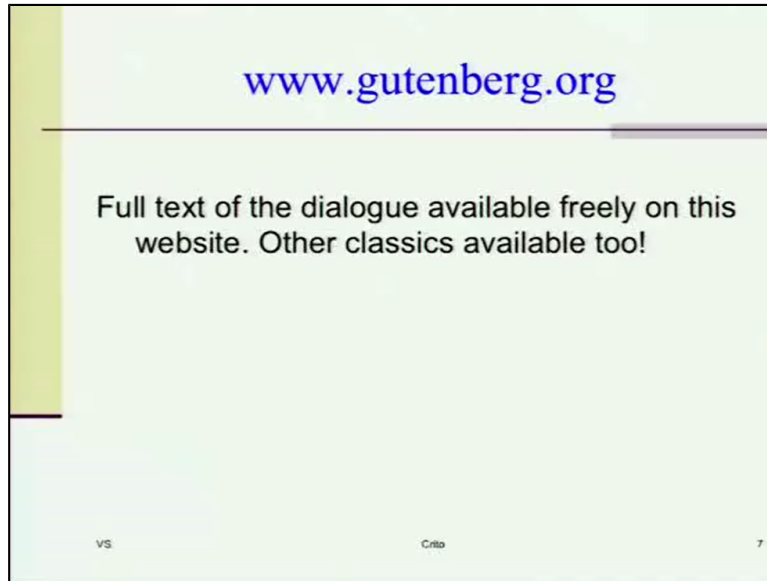 www.gutenberg.org
Full text of the dialogue available freely on this
website. Other classics available too!
VS
Crito
7